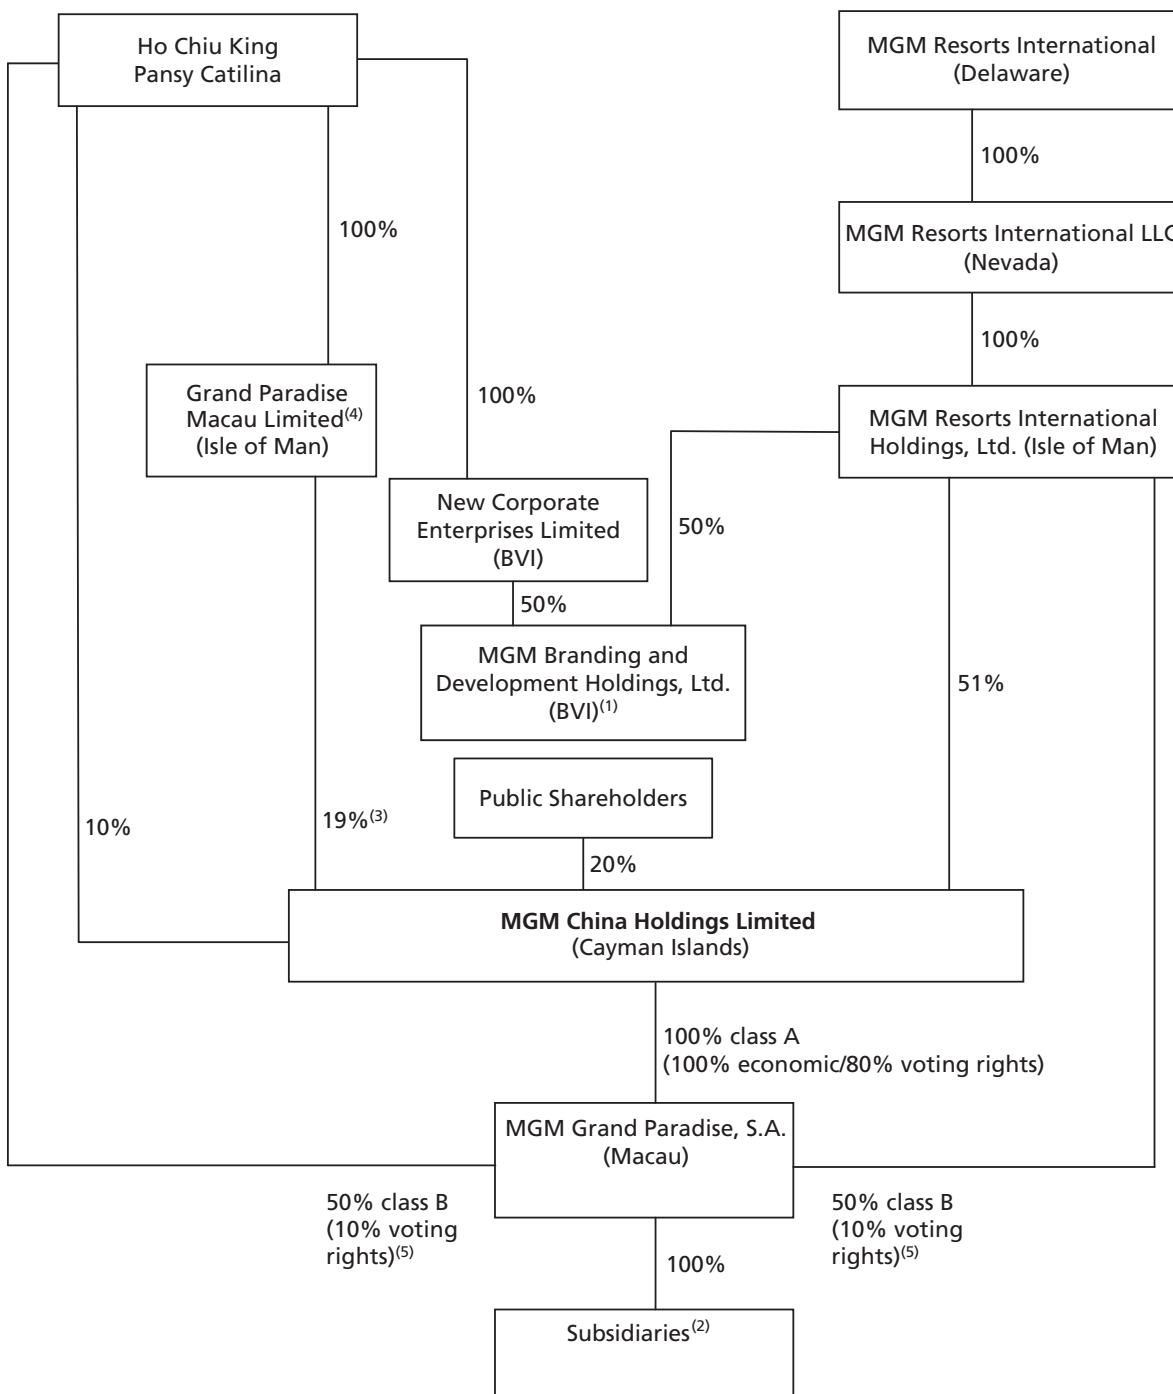 Ho Chiu King
Pansy Catilina
MGM Resorts International
(Delaware)
100%
MGM Resorts International LLC
(Nevada)
100%
100%
Grand Paradise
Macau Limited(4)
(Isle of Man)
100%
MGM Resorts International
Holdings, Ltd. (Isle of Man)
New Corporate
Enterprises Limited
(BVI)
50%
50%
MGM Branding and
Development Holdings, Ltd.
(BVI)(1)
51%
Public Shareholders
10%
19%(3)
20%
MGM China Holdings Limited
(Cayman Islands)
100% class A
(100% economic/80% voting rights)
MGM Grand Paradise, S.A.
(Macau)
50% class B
(10% voting
rights)(5)
50% class B
(10% voting
rights)(5)
100%
Subsidiaries(2)